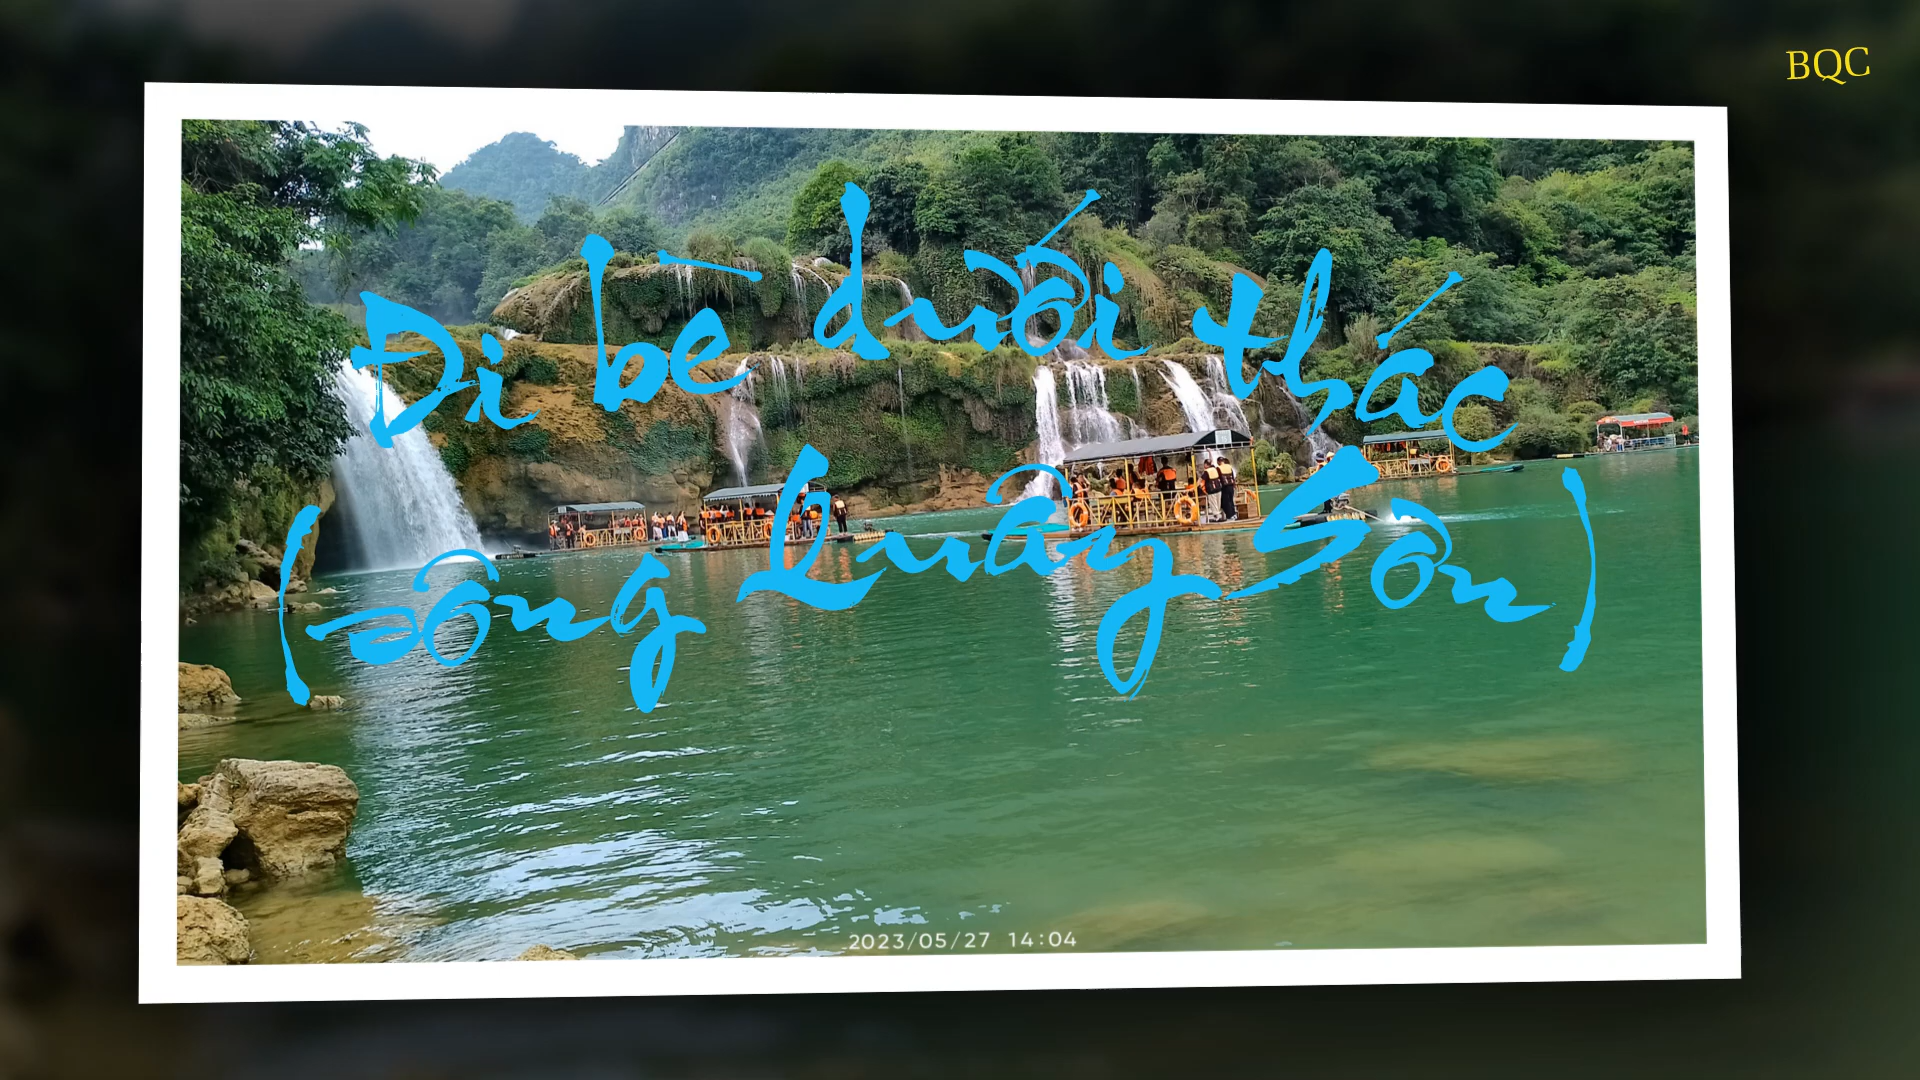 BQC
Đi bè dưới thác
(sông Quây Sơn)
2023/05/27 14:04